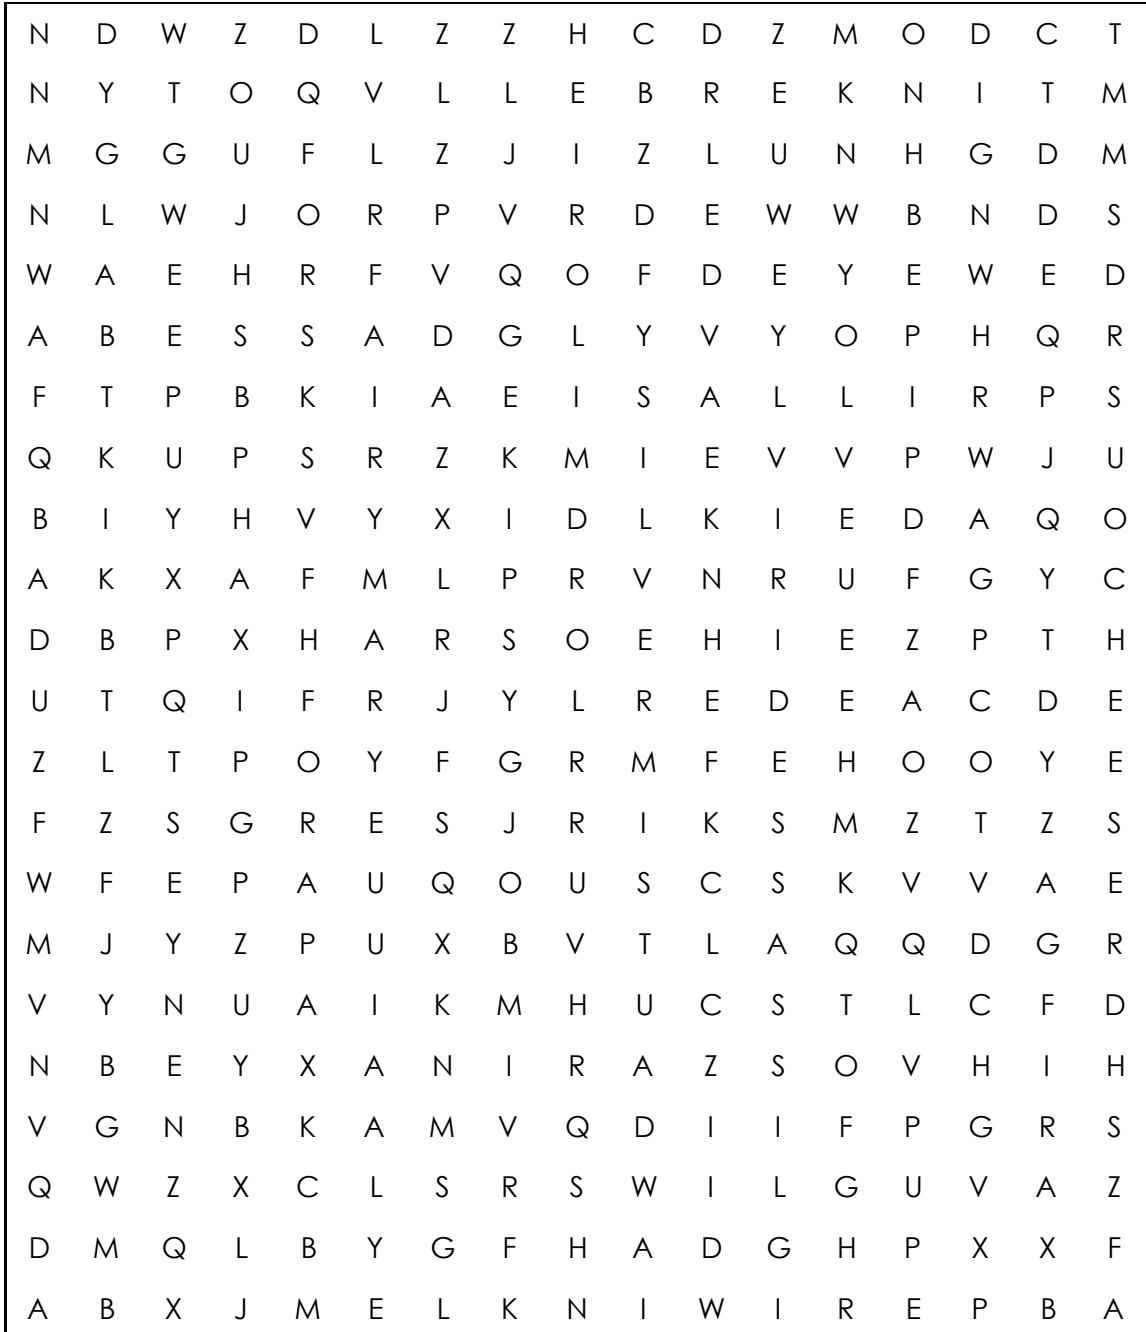 N D W Z D L Z Z H C D Z M O D C T
N Y T O Q V L L E B R E K N I T M
M G G U F L Z J I Z L U N H G D M
N L W J O R P V R D E W W B N D S
W A E H R F V Q O F D E Y E W E D
A B E S S A D G L Y V Y O P H Q R
F T P B K I A E I S A L L I R P S
Q K U P S R Z K M I E V V P W J U
B I Y H V Y X I D L K I E D A Q O
A K X A F M L P R V N R U F G Y C
D B P X H A R S O E H I E Z P T H
U T Q I F R J Y L R E D E A C D E
Z L T P O Y F G R M F E H O O Y E
F Z S G R E S J R I K S M Z T Z S
W F E P A U Q O U S C S K V V A E
M J Y Z P U X B V T L A Q Q D G R
V Y N U A I K M H U C S T L C F D
N B E Y X A N I R A Z S O V H I H
V G N B K A M V Q D I I F P G R S
Q W Z X C L S R S W I L G U V A Z
D M Q L B Y G F H A D G H P X X F
A B X J M E L K N I W I R E P B A